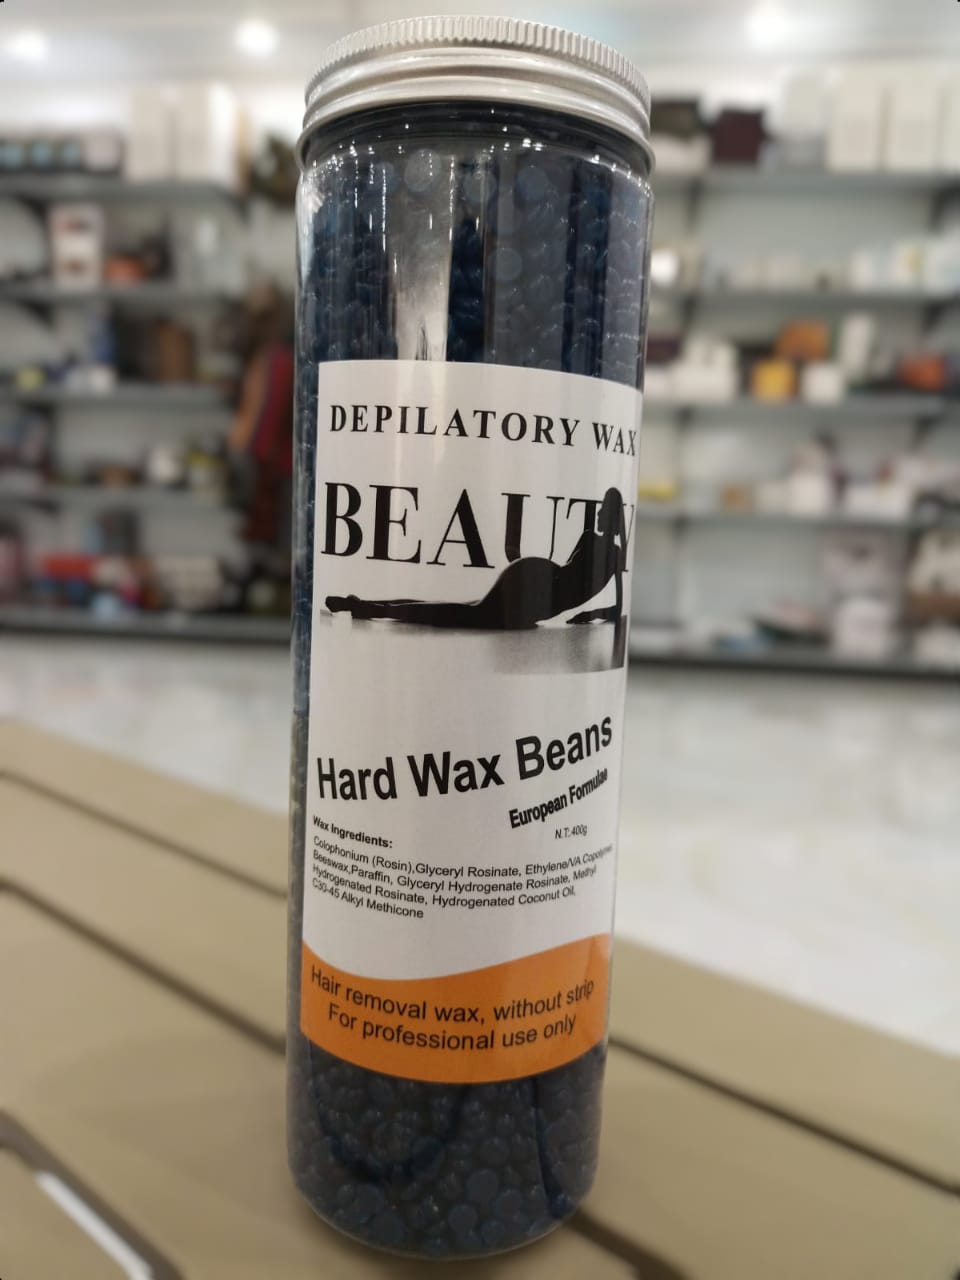 DEPILATORY WAX
BEAUTY
Hard Wax Beans
European Formulae
N.T.:400g
Wax Ingredients:
Colophonium (Rosin),Glyceryl Rosinate, Ethylene/VA Copolymer,
Beeswax,Paraffin, Glyceryl Hydrogenate Rosinate, Methyl
Hydrogenated Rosinate, Hydrogenated Coconut Oil,
C30-45 Alkyl Methicone
Hair removal wax, without strip
For professional use only